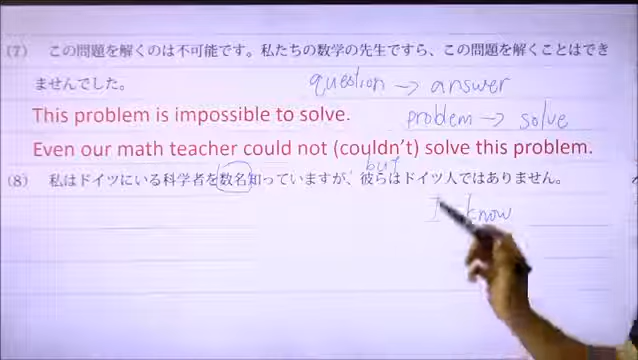 (7) この問題を解くのは不可能です。私たちの数学の先生ですら、この問題を解くことはでき
ませんでした。
question → answer
This problem is impossible to solve.
problem → solve
Even our math teacher could not (couldn't) solve this problem.
but
(8) 私はドイツにいる科学者を数名知っていますが、彼らはドイツ人ではありません。
I know